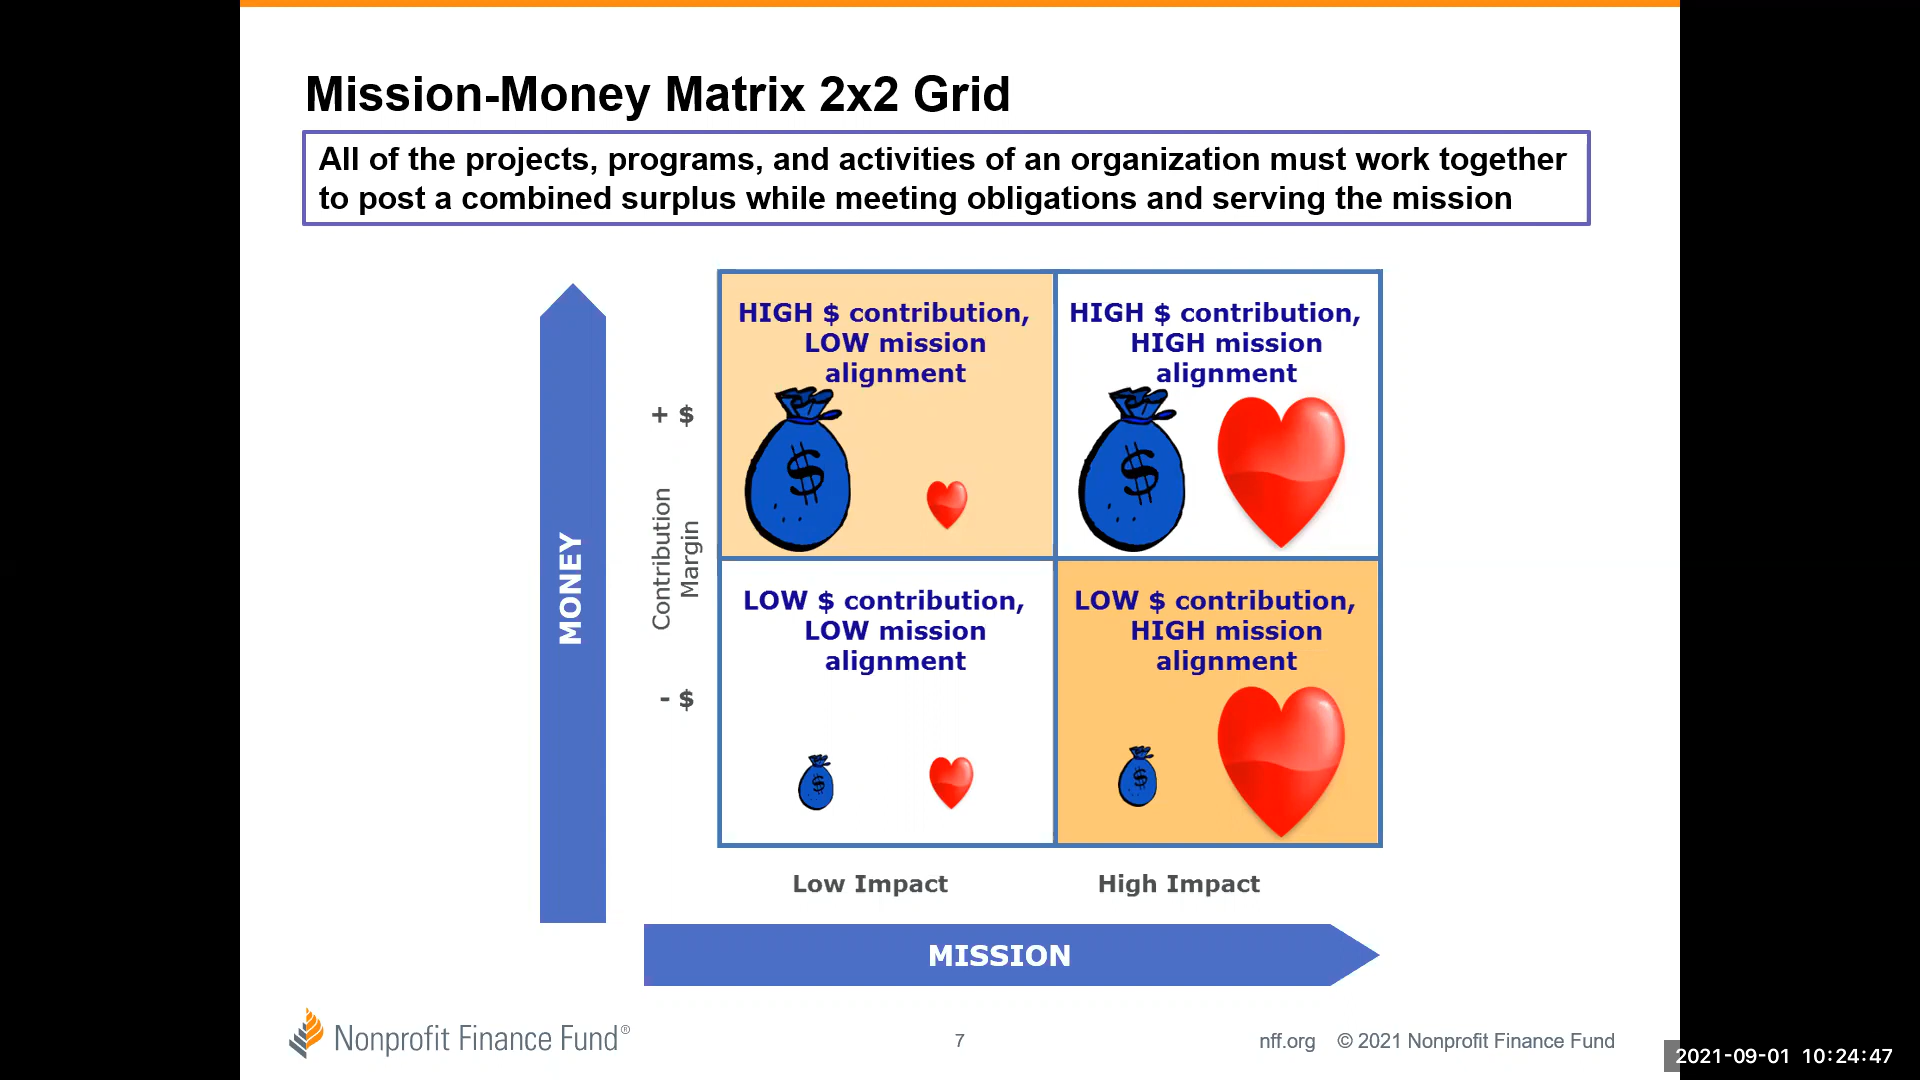 Mission-Money Matrix 2x2 Grid
All of the projects, programs, and activities of an organization must work together
to post a combined surplus while meeting obligations and serving the mission
MONEY
+ $
Contribution
Margin
- $
HIGH $ contribution,
LOW mission
alignment
$
HIGH $ contribution,
HIGH mission
alignment
$
LOW $ contribution,
LOW mission
alignment
$
LOW $ contribution,
HIGH mission
alignment
$
Low Impact
High Impact
MISSION
Nonprofit Finance Fund®
7
nff.org © 2021 Nonprofit Finance Fund
2021-09-01 10:24:47